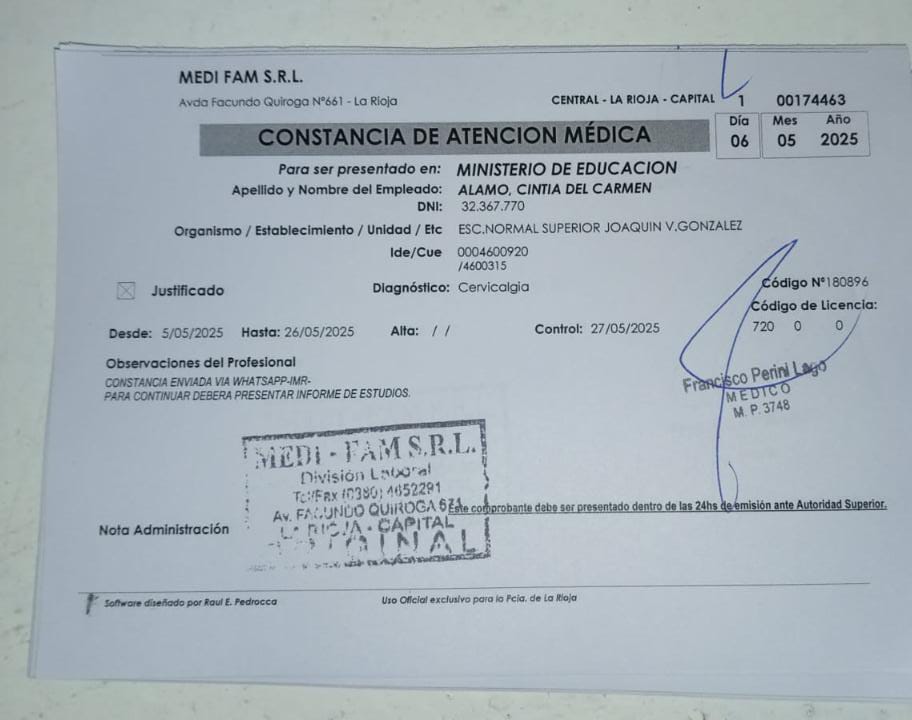 MEDI FAM S.R.L.
Avda Facundo Quiroga Nº661 - La Rioja
CENTRAL - LA RIOJA - CAPITAL 1 00174463
CONSTANCIA DE ATENCION MÉDICA
Día Mes Año
06 05 2025
Para ser presentado en: MINISTERIO DE EDUCACION
Apellido y Nombre del Empleado: ALAMO, CINTIA DEL CARMEN
DNI: 32.367.770
Organismo / Establecimiento / Unidad / Etc ESC.NORMAL SUPERIOR JOAQUIN V.GONZALEZ
Ide/Cue 0004600920
/4600315
Justificado
Diagnóstico: Cervicalgia
Código Nº180896
Código de Licencia:
720 0 0
Desde: 5/05/2025 Hasta: 26/05/2025 Alta: / / Control: 27/05/2025
Observaciones del Profesional
CONSTANCIA ENVIADA VIA WHATSAPP-IMR-
PARA CONTINUAR DEBERA PRESENTAR INFORME DE ESTUDIOS.
Francisco Perini Lago
MEDICO
M. P. 3748
MEDI - FAM S.R.L.
División Laboral
Tel/Fax (0380) 4652291
Av. FACUNDO QUIROGA
LA RIOJA - CAPITAL
Este comprobante debe ser presentado dentro de las 24hs de emisión ante Autoridad Superior.
Nota Administración
Software diseñado por Raul E. Pedrocca
Uso Oficial exclusivo para la Pcia. de La Rioja